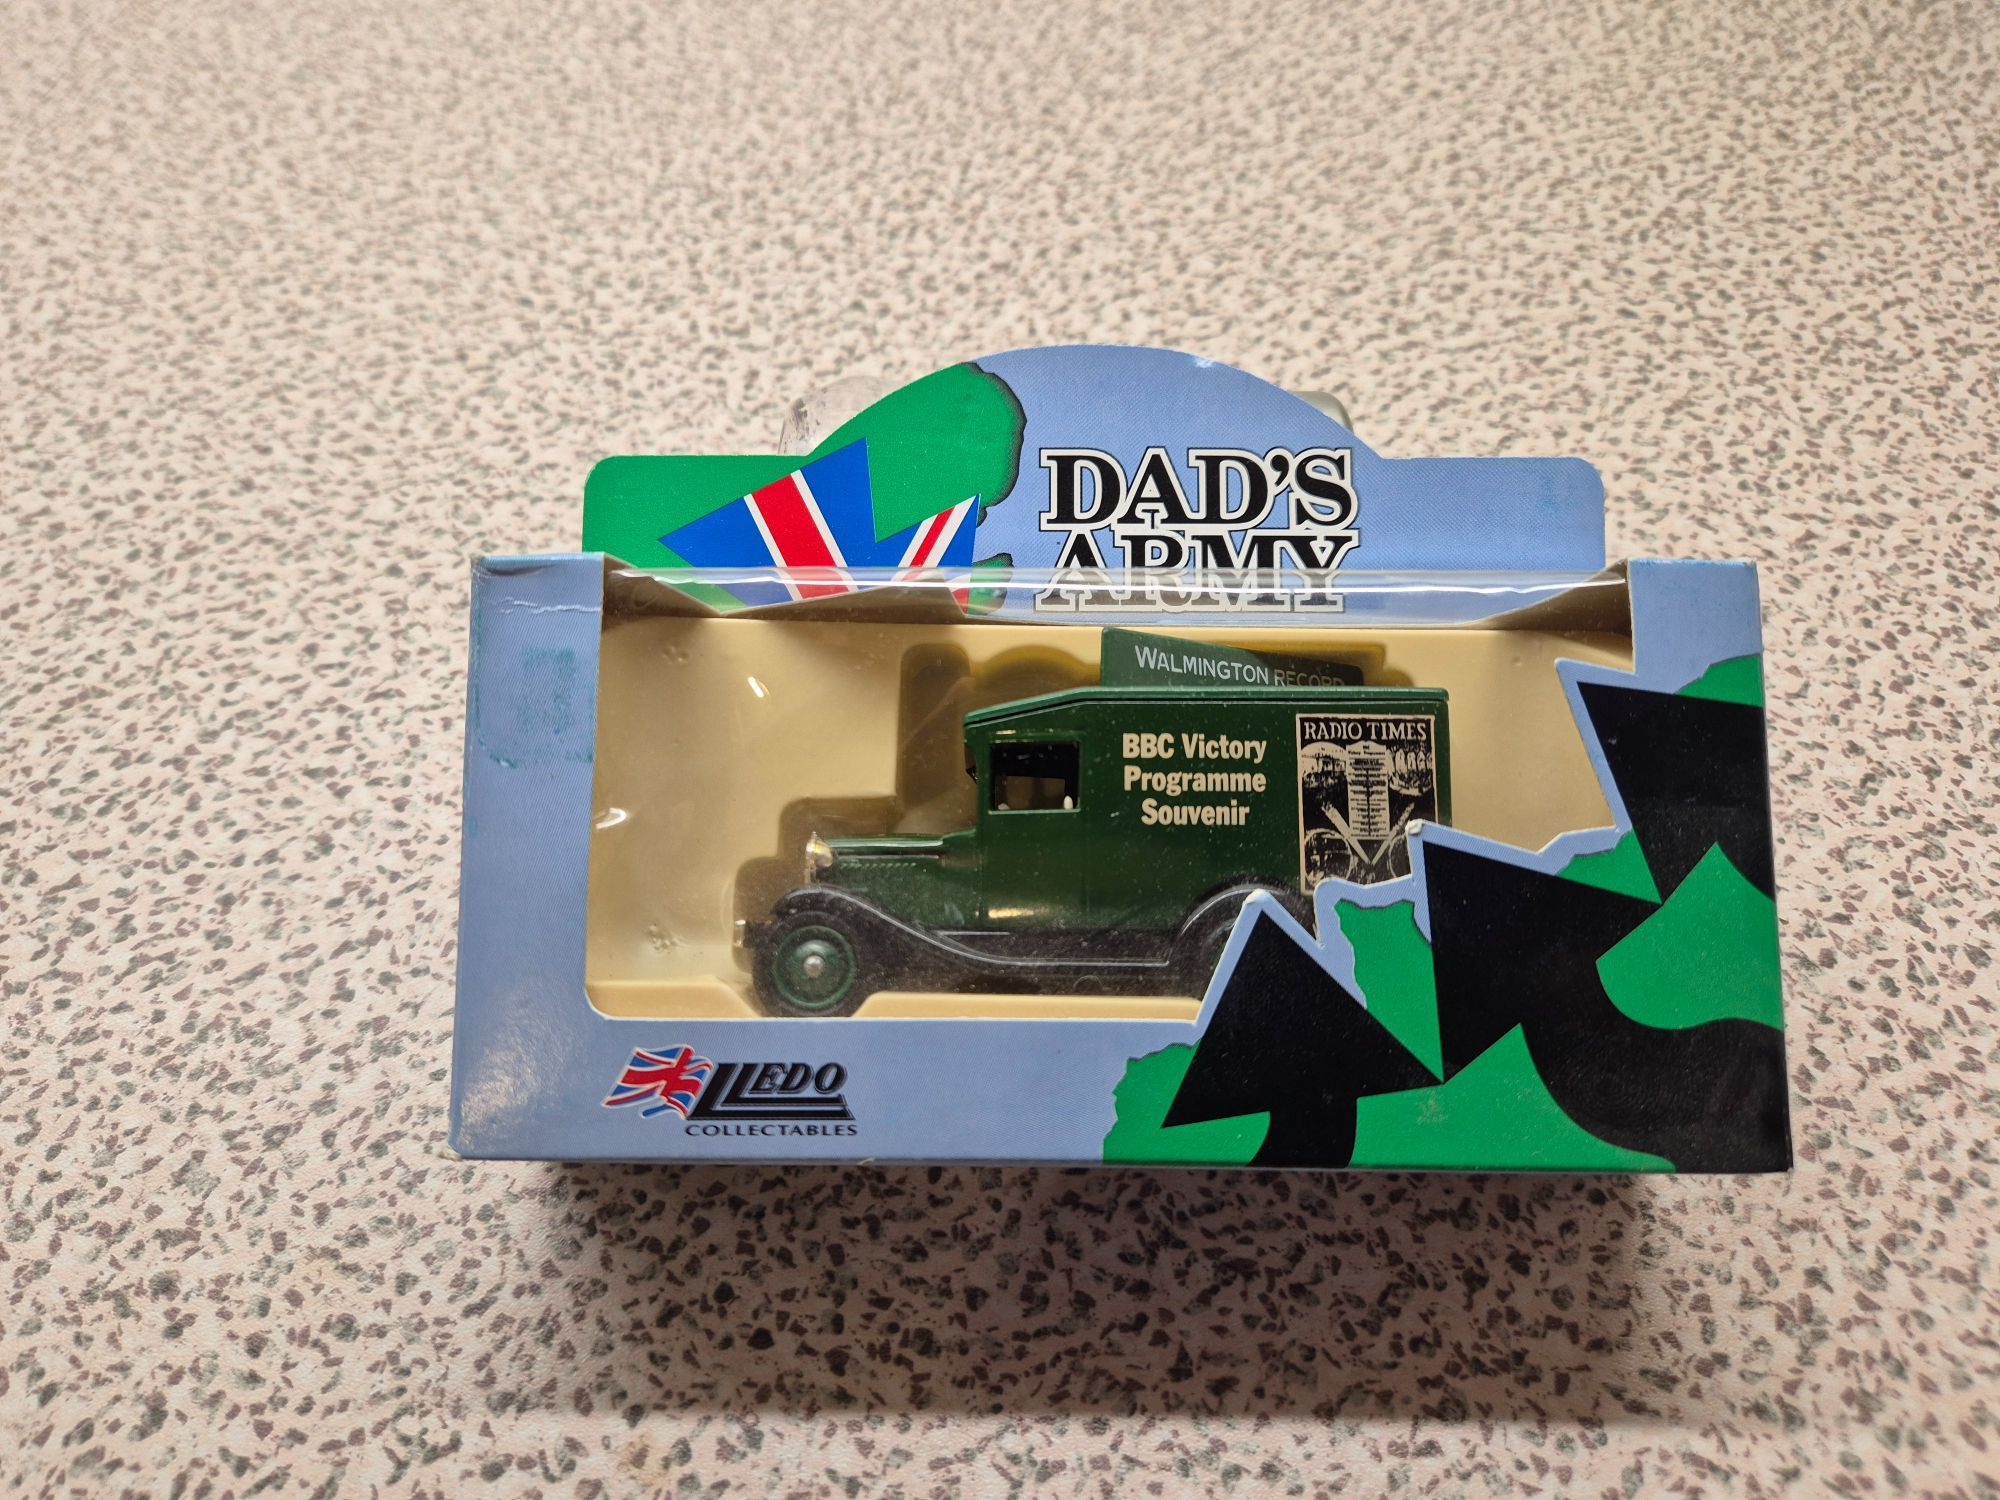 DAD'S
ARMY
WALMINGTON RECORD
BBC Victory
Programme
Souvenir
RADIO TIMES
LLEDO
COLLECTABLES